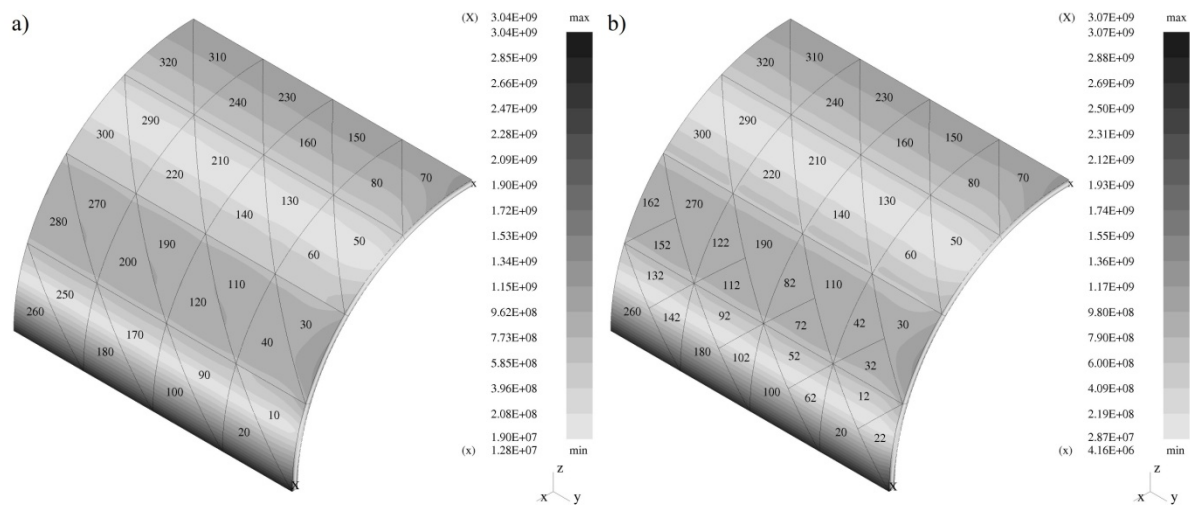 a)
(X) 3.04E+09 max
3.04E+09
2.85E+09
2.66E+09
2.47E+09
2.28E+09
2.09E+09
1.90E+09
1.72E+09
1.53E+09
1.34E+09
1.15E+09
9.62E+08
7.73E+08
5.85E+08
3.96E+08
2.08E+08
1.90E+07
(x) 1.28E+07 min
320 310
240 230
160 150
80 70
300 290
220 210
140 130
60 50
280 270
200 190
120 110
40 30
260 250
180 170
100 90
20 10
x
x
z
x y
b)
(X) 3.07E+09 max
3.07E+09
2.88E+09
2.69E+09
2.50E+09
2.31E+09
2.12E+09
1.93E+09
1.74E+09
1.55E+09
1.36E+09
1.17E+09
9.80E+08
7.90E+08
6.00E+08
4.09E+08
2.19E+08
2.87E+07
(x) 4.16E+06 min
320 310
240 230
160 150
80 70
300 290
220 210
140 130
60 50
162 270
152 122 190
112 82 110
72 42 30
32
132
260 142 92
180 102 52
100 62 12
20 22
x
x
z
x y